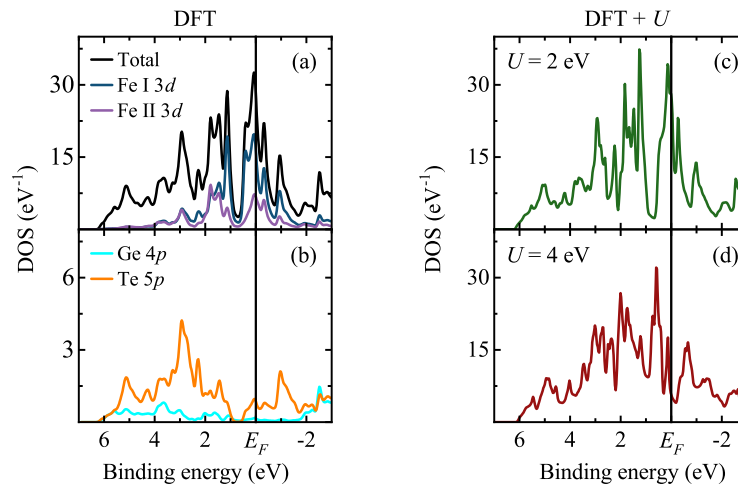 DFT
DFT + U
Total
Fe I 3d
Fe II 3d
(a)
30
15
DOS (eV⁻¹)
Ge 4p
Te 5p
(b)
6
3
6 4 2 E_F -2
Binding energy (eV)
U = 2 eV
(c)
30
15
DOS (eV⁻¹)
U = 4 eV
(d)
30
15
6 4 2 E_F -2
Binding energy (eV)